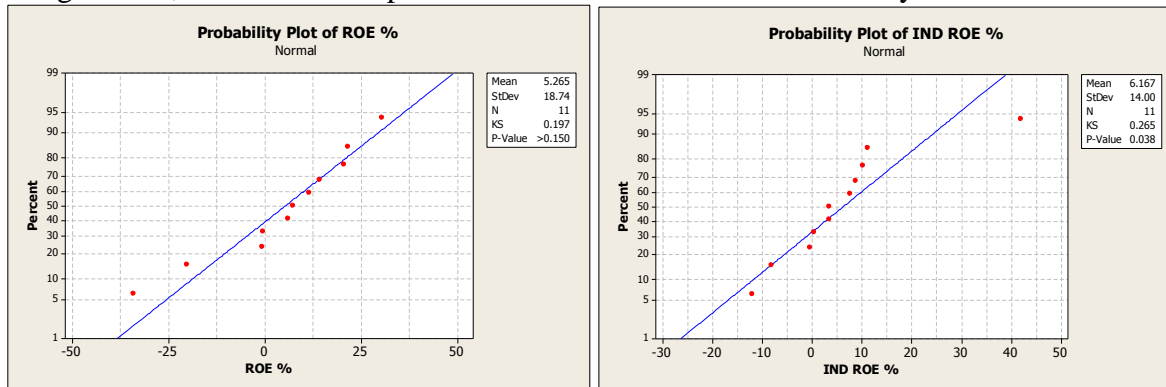 Probability Plot of ROE %
Normal
Mean 5.265
StDev 18.74
N 11
KS 0.197
P-Value >0.150
99
95
90
80
70
60
50
40
30
20
10
5
1
Percent
-50 -25 0 25 50
ROE %
Probability Plot of IND ROE %
Normal
Mean 6.167
StDev 14.00
N 11
KS 0.265
P-Value 0.038
99
95
90
80
70
60
50
40
30
20
10
5
1
Percent
-30 -20 -10 0 10 20 30 40 50
IND ROE %